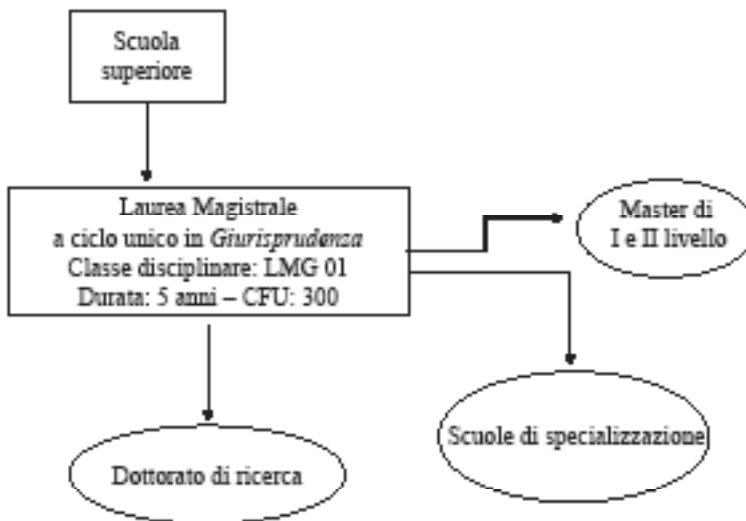 Scuola
superiore
Laurea Magistrale
a ciclo unico in Giurisprudenza
Classe disciplinare: LMG 01
Durata: 5 anni – CFU: 300
Master di
I e II livello
Scuole di specializzazione
Dottorato di ricerca